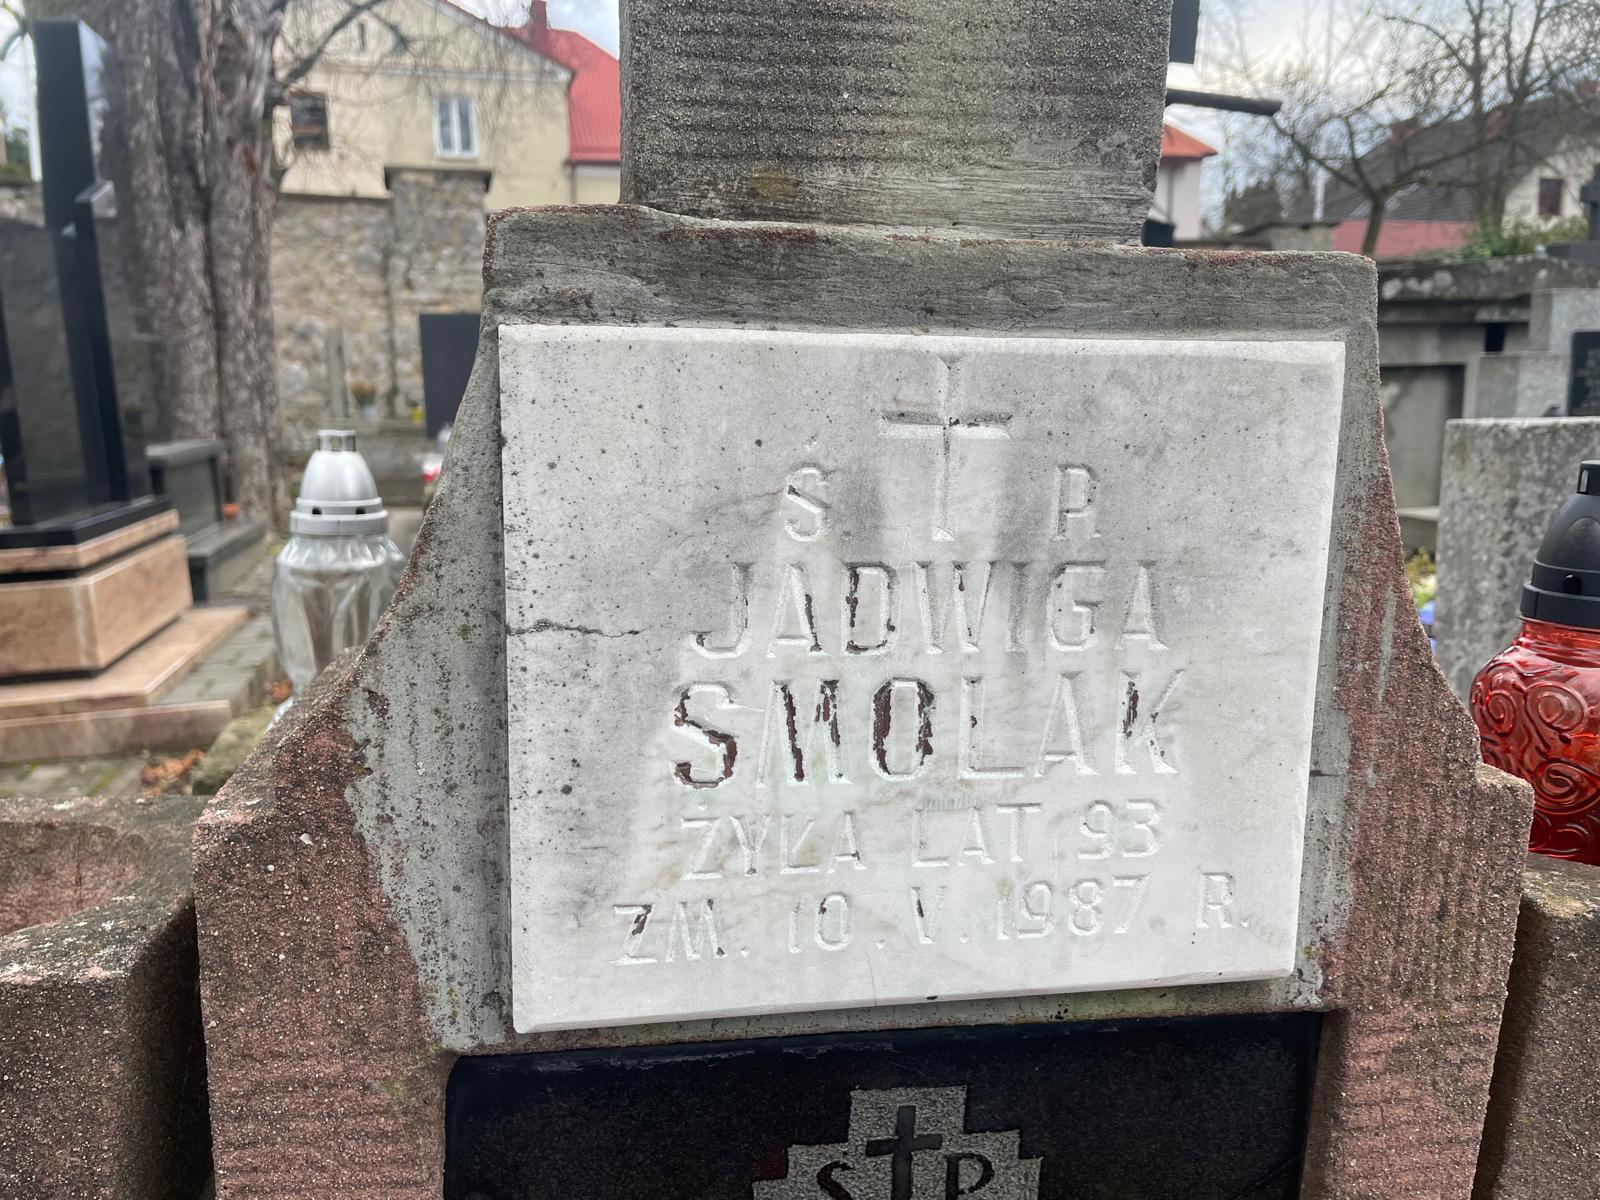 Ś P.
JADWIGA
SMOLAK
ŻYŁA LAT 93
ZM. 10.V.1987 R.
Ś P